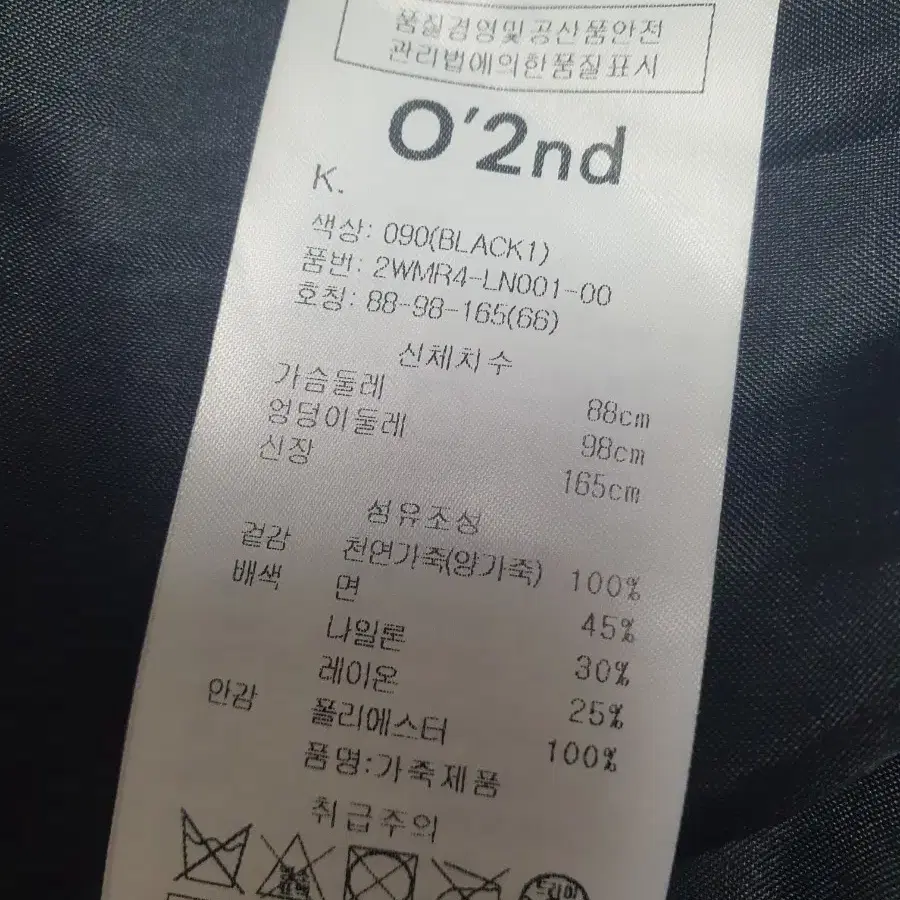 품질경영및공산품안전
관리법에의한품질표시
O'2nd
K.
색상: 090(BLACK1)
품번: 2WMR4-LN001-00
호칭: 88-98-165(66)
신체치수
가슴둘레 88cm
엉덩이둘레 98cm
신장 165cm
섬유조성
겉감 천연가죽(양가죽) 100%
배색 면 45%
나일론 30%
레이온 25%
안감 폴리에스터 100%
품명:가죽제품
취급주의
드라이